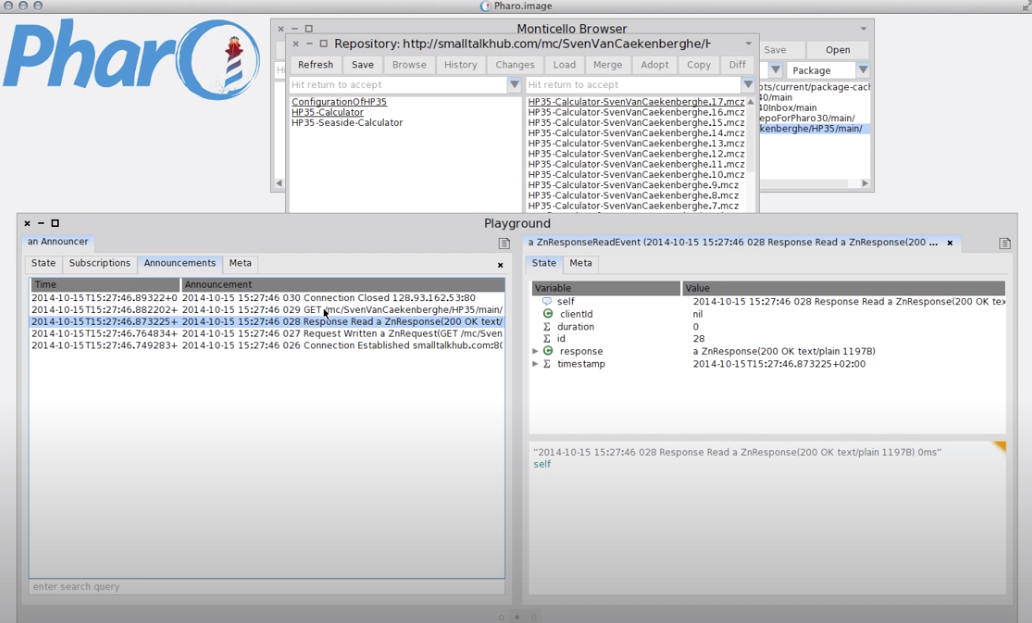 Pharo.image
Pharo
Monticello Browser
Repository: http://smalltalkhub.com/mc/SvenVanCaekenberghe/H
Save Open
Refresh Save Browse History Changes Load Merge Adopt Copy Diff
Package
Hit return to accept
Hit return to accept
ConfigurationOfHP35
HP35-Calculator
HP35-Seaside-Calculator
HP35-Calculator-SvenVanCaekenberghe.17.mcz
HP35-Calculator-SvenVanCaekenberghe.16.mcz
HP35-Calculator-SvenVanCaekenberghe.15.mcz
HP35-Calculator-SvenVanCaekenberghe.14.mcz
HP35-Calculator-SvenVanCaekenberghe.13.mcz
HP35-Calculator-SvenVanCaekenberghe.12.mcz
HP35-Calculator-SvenVanCaekenberghe.11.mcz
HP35-Calculator-SvenVanCaekenberghe.10.mcz
HP35-Calculator-SvenVanCaekenberghe.9.mcz
HP35-Calculator-SvenVanCaekenberghe.8.mcz
HP35-Calculator-SvenVanCaekenberghe.7.mcz
pts/current/package-cach
40/main
40Inbox/main
epoForPharo30/main/
kenberghe/HP35/main/
Playground
an Announcer
State Subscriptions Announcements Meta
Time Announcement
2014-10-15T15:27:46.89322+0 2014-10-15 15:27:46 030 Connection Closed 128.93.162.53:80
2014-10-15T15:27:46.882202+ 2014-10-15 15:27:46 029 GET /mc/SvenVanCaekenberghe/HP35/main/
2014-10-15T15:27:46.873225+ 2014-10-15 15:27:46 028 Response Read a ZnResponse(200 OK text/
2014-10-15T15:27:46.764834+ 2014-10-15 15:27:46 027 Request Written a ZnRequest(GET /mc/Sven
2014-10-15T15:27:46.749283+ 2014-10-15 15:27:46 026 Connection Established smalltalkhub.com:80
enter search query
a ZnResponseReadEvent (2014-10-15 15:27:46 028 Response Read a ZnResponse(200 ...
State Meta
Variable Value
self 2014-10-15 15:27:46 028 Response Read a ZnResponse(200 OK tex
clientId nil
Σ duration 0
Σ id 28
response a ZnResponse(200 OK text/plain 1197B)
Σ timestamp 2014-10-15T15:27:46.873225+02:00
"2014-10-15 15:27:46 028 Response Read a ZnResponse(200 OK text/plain 1197B) 0ms"
self